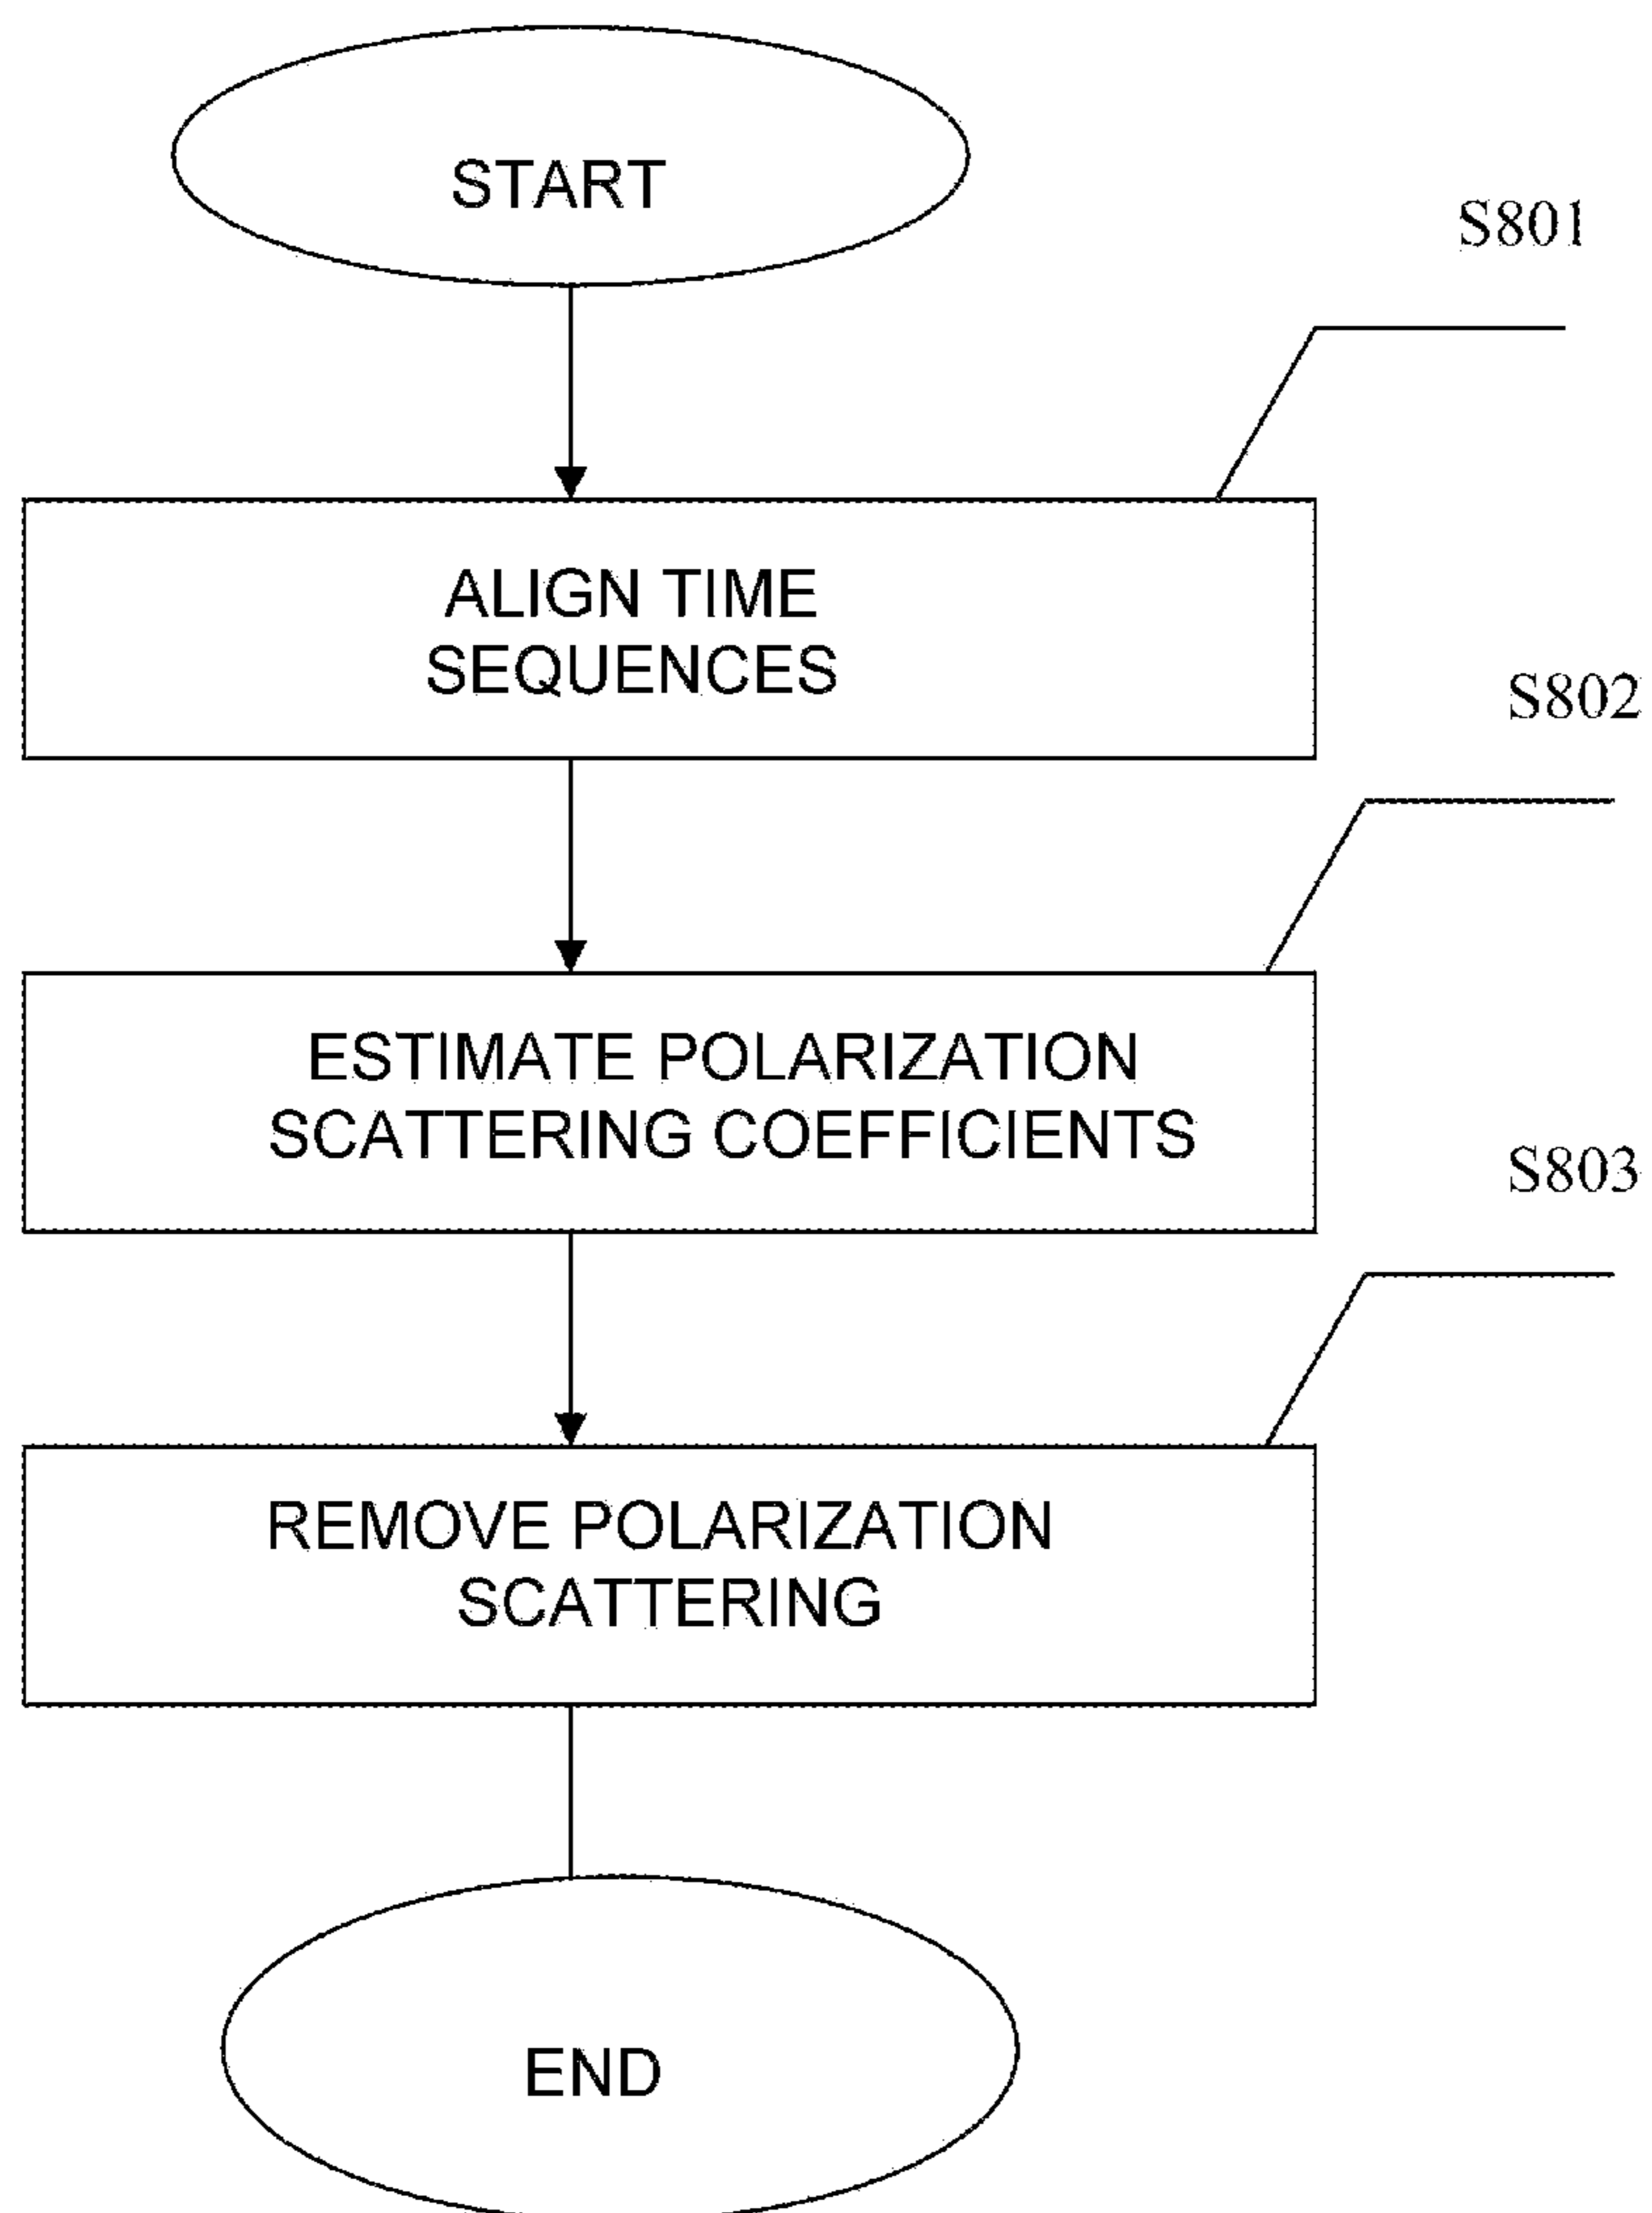 START
S801
ALIGN TIME
SEQUENCES
S802
ESTIMATE POLARIZATION
SCATTERING COEFFICIENTS
S803
REMOVE POLARIZATION
SCATTERING
END